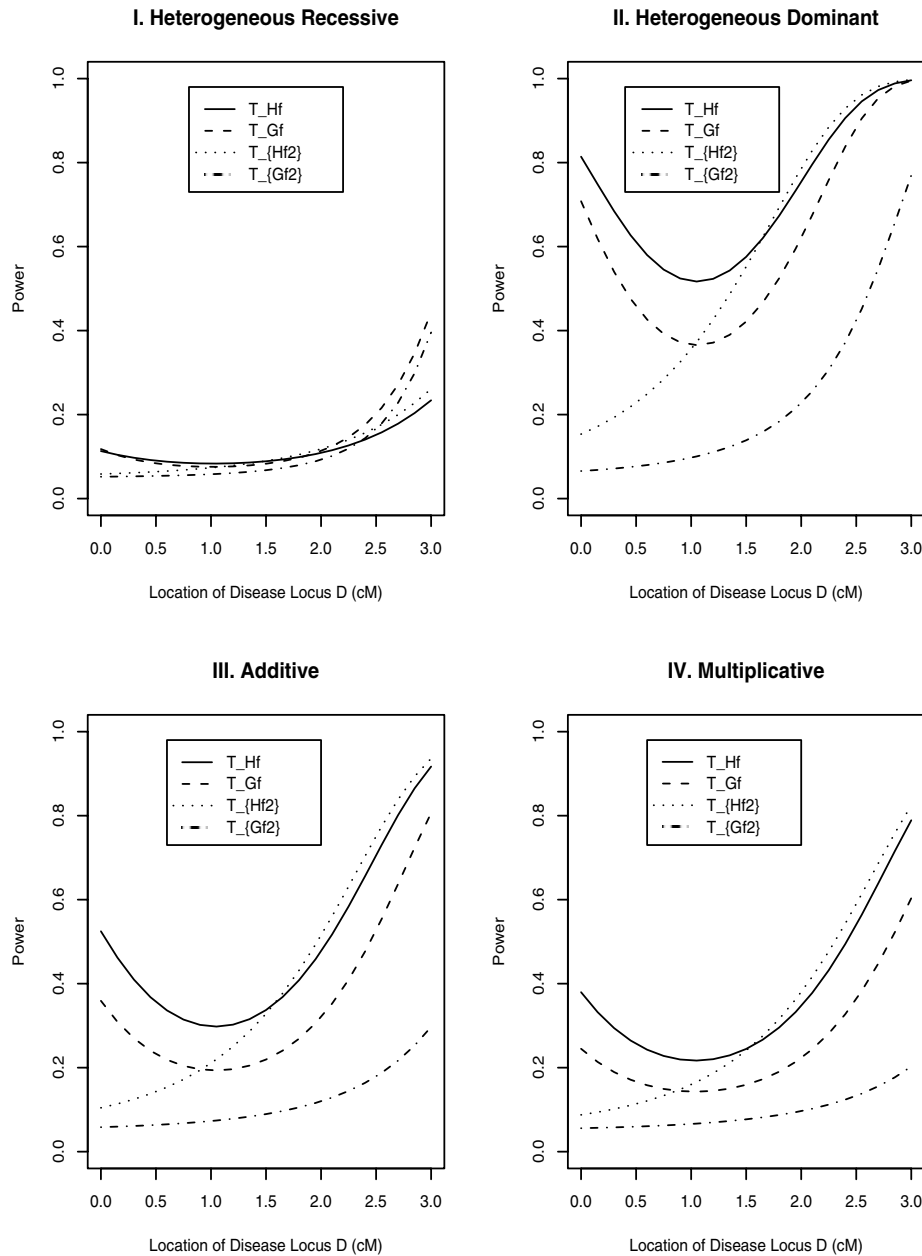 I. Heterogeneous Recessive
Power
0.0 0.2 0.4 0.6 0.8 1.0
T_Hf
T_Gf
T_{Hf2}
T_{Gf2}
0.0 0.5 1.0 1.5 2.0 2.5 3.0
Location of Disease Locus D (cM)
II. Heterogeneous Dominant
Power
0.0 0.2 0.4 0.6 0.8 1.0
T_Hf
T_Gf
T_{Hf2}
T_{Gf2}
0.0 0.5 1.0 1.5 2.0 2.5 3.0
Location of Disease Locus D (cM)
III. Additive
Power
0.0 0.2 0.4 0.6 0.8 1.0
T_Hf
T_Gf
T_{Hf2}
T_{Gf2}
0.0 0.5 1.0 1.5 2.0 2.5 3.0
Location of Disease Locus D (cM)
IV. Multiplicative
Power
0.0 0.2 0.4 0.6 0.8 1.0
T_Hf
T_Gf
T_{Hf2}
T_{Gf2}
0.0 0.5 1.0 1.5 2.0 2.5 3.0
Location of Disease Locus D (cM)